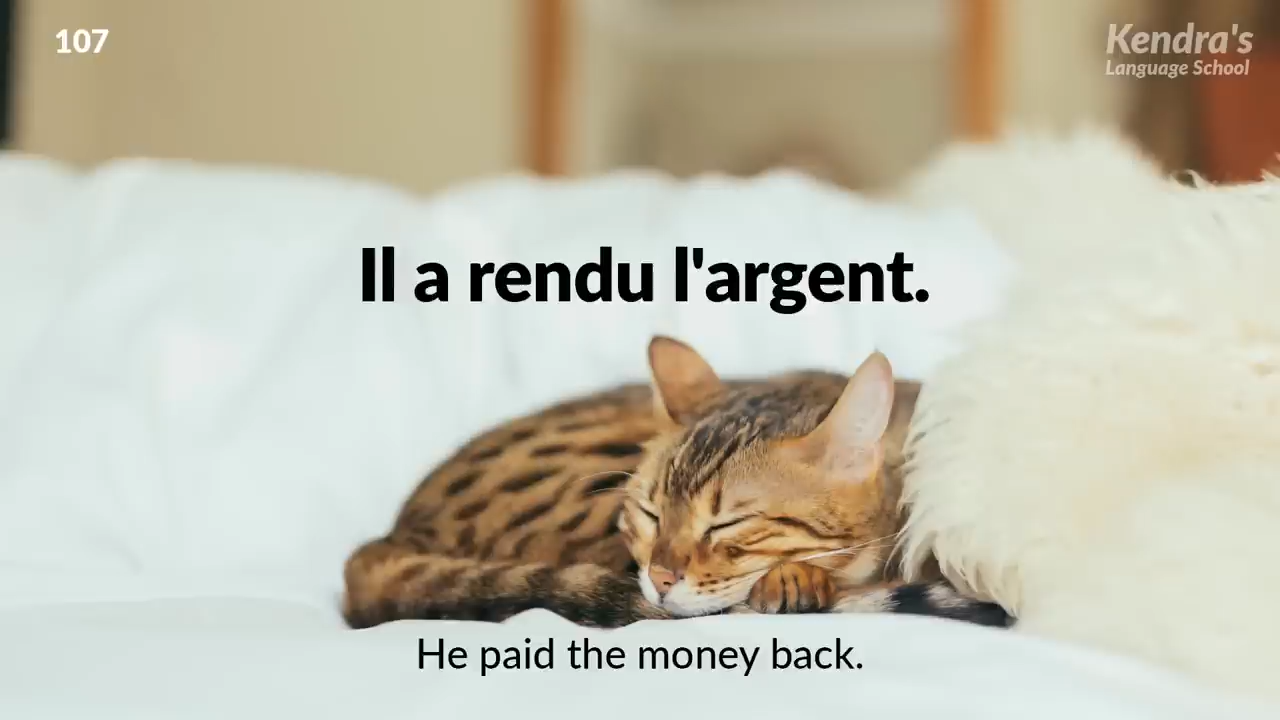 107
Kendra's
Language School
Il a rendu l'argent.
He paid the money back.